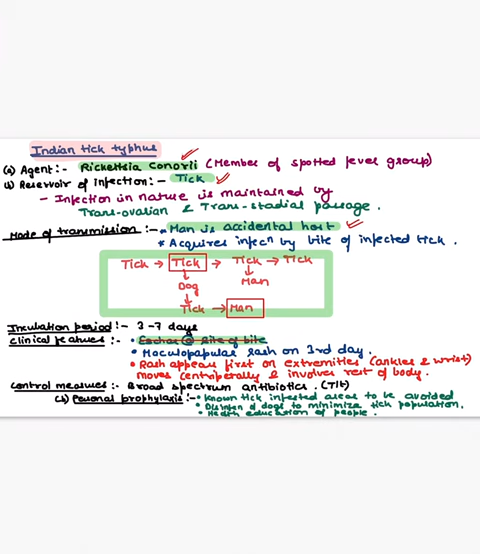 Indian tick typhus
(a) Agent:- Rickettsia Conorii (Member of spotted fever group)
(b) Reservoir of infection:- Tick
- Infection in nature is maintained by
Trans-ovarian & Trans-stadial passage.
Mode of transmission :- • Man is accidental host
* Acquires infecn by bite of infected tick.
Tick → Tick → Tick → Tick
↓ ↓
Dog Man
↓
Tick → Man
Incubation period :- 3-7 days
Clinical features :- • Eschar @ site of bite
• Maculopapular rash on 3rd day.
• Rash appears first on extremities (ankles & wrist)
moves centripetally & involves rest of body.
Control measures :- Broad spectrum antibiotics. (Tlt)
(b) Personal prophylaxis :- • Known tick infested areas to be avoided
• Disinfen of dogs to minimize tick population.
• Health education of people.